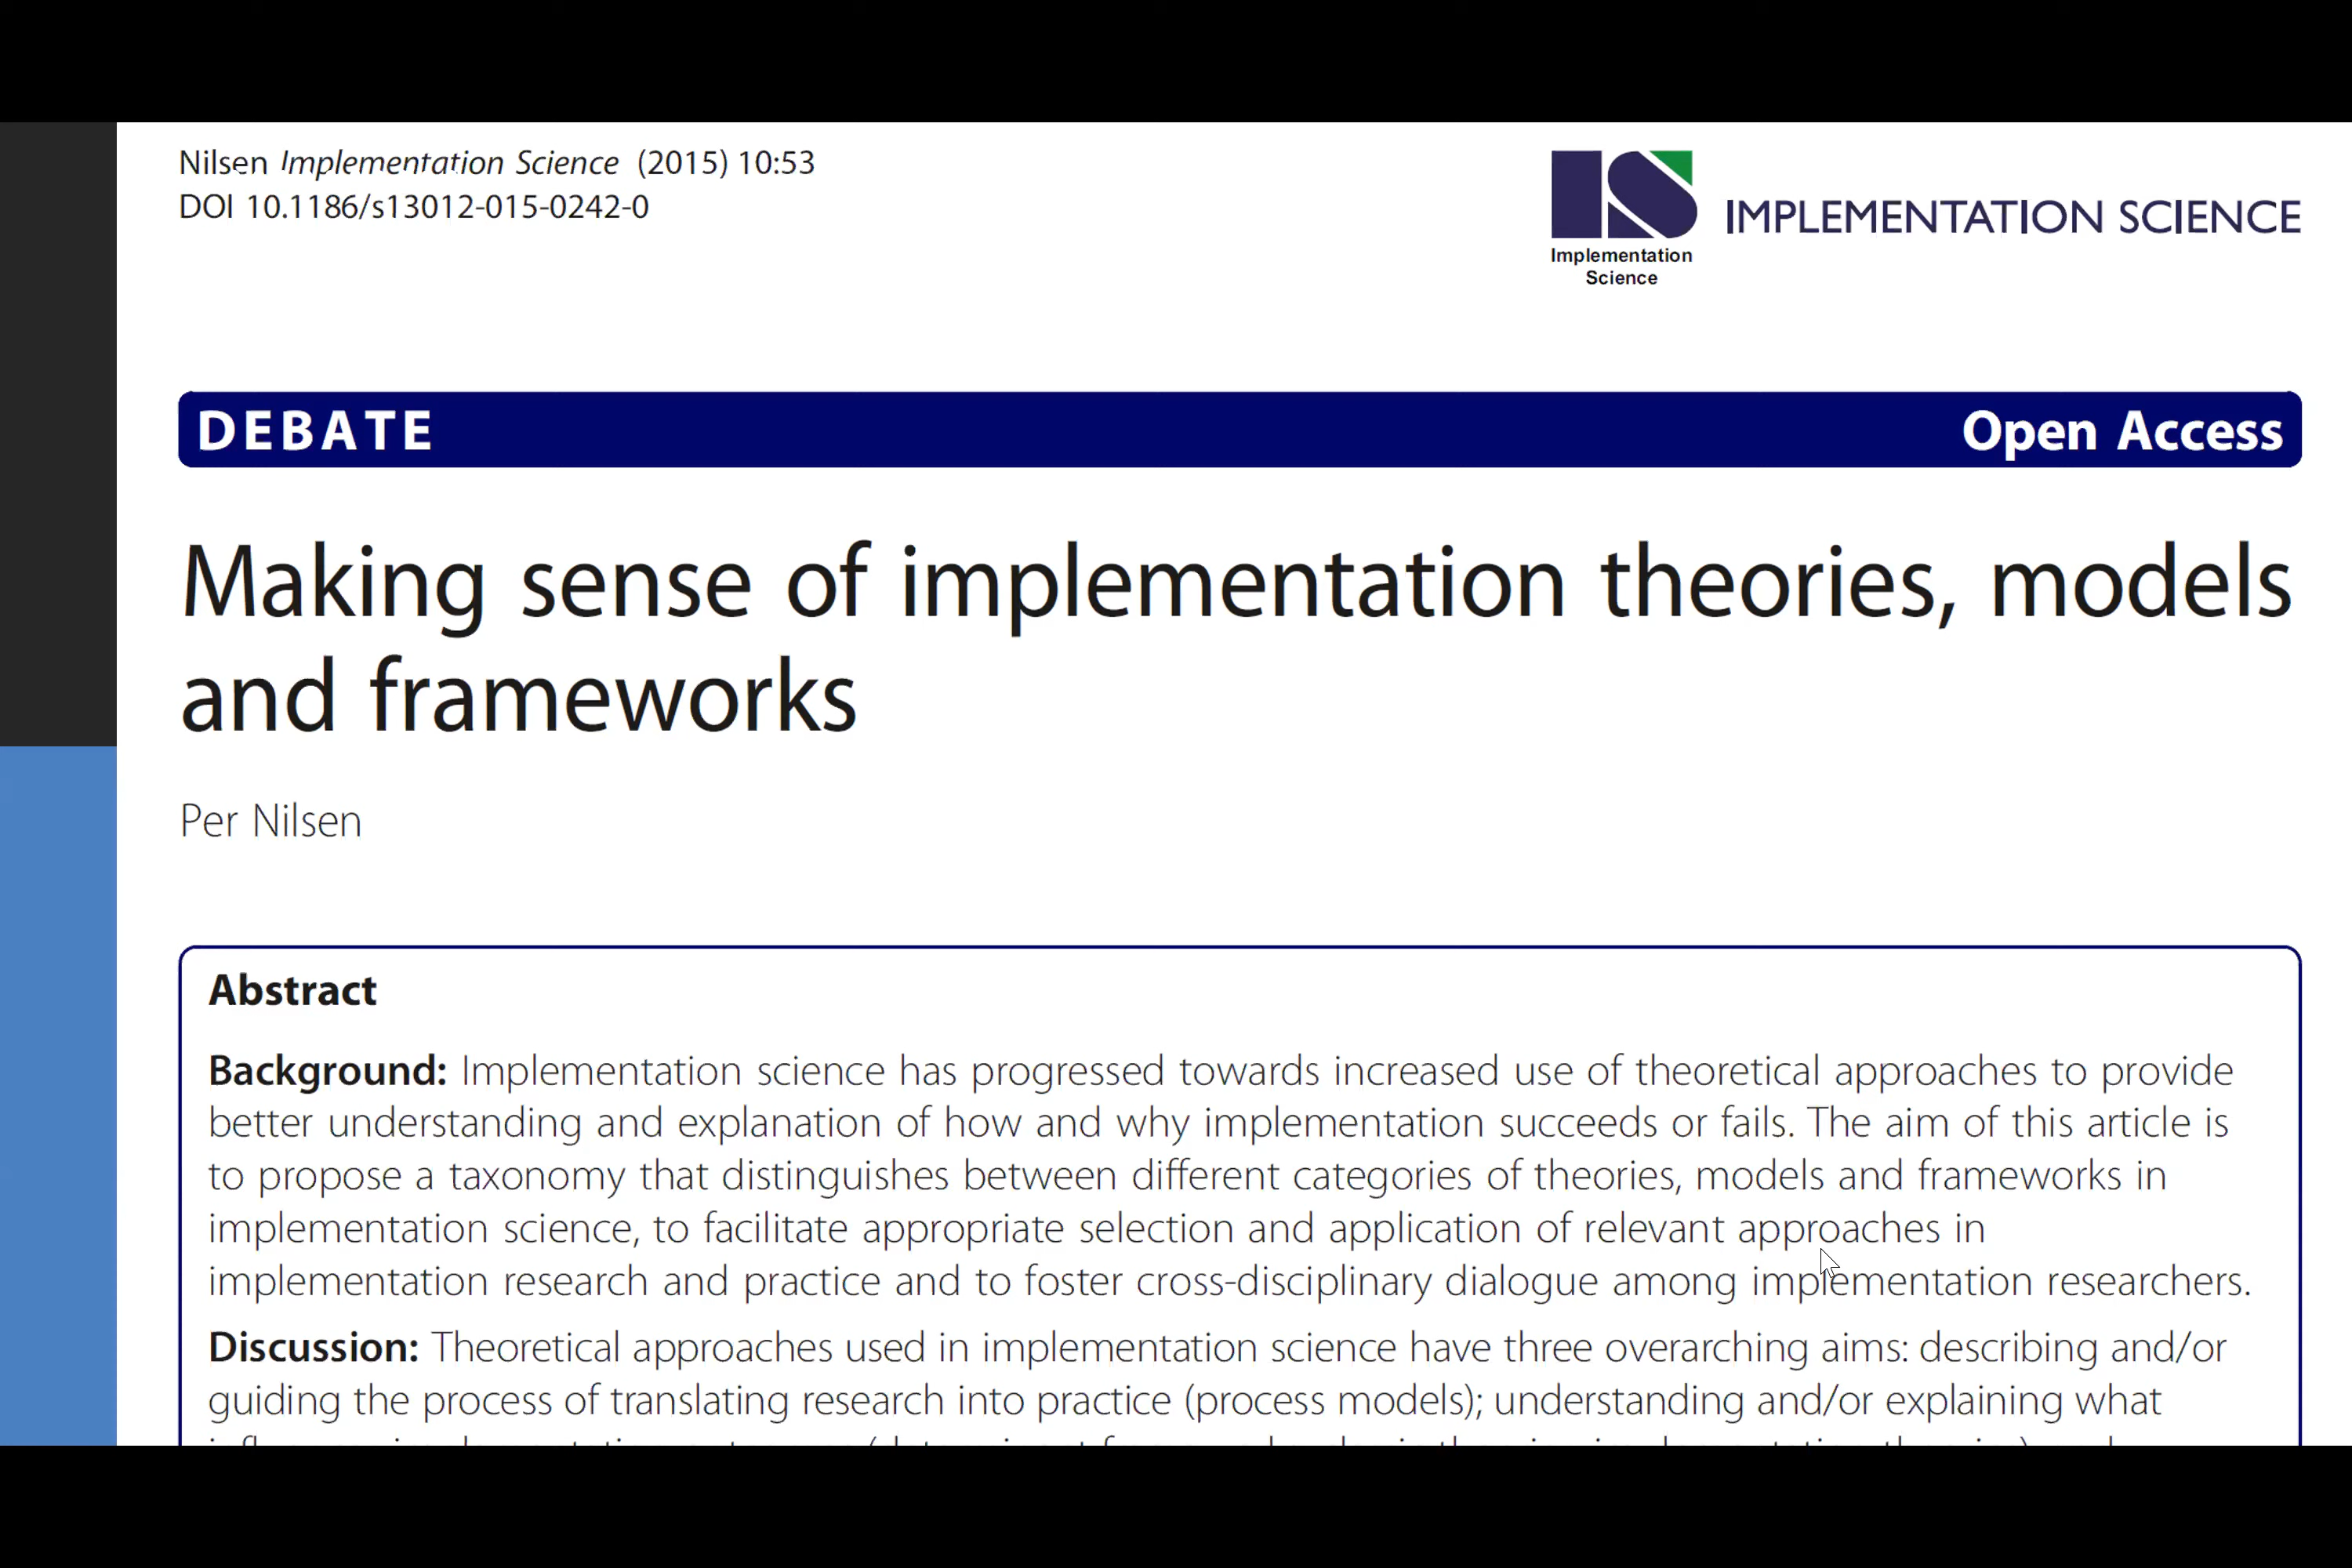 Nilsen Implementation Science (2015) 10:53
DOI 10.1186/s13012-015-0242-0
Implementation
Science
IMPLEMENTATION SCIENCE
DEBATE
Open Access
Making sense of implementation theories, models
and frameworks
Per Nilsen
Abstract
Background: Implementation science has progressed towards increased use of theoretical approaches to provide
better understanding and explanation of how and why implementation succeeds or fails. The aim of this article is
to propose a taxonomy that distinguishes between different categories of theories, models and frameworks in
implementation science, to facilitate appropriate selection and application of relevant approaches in
implementation research and practice and to foster cross-disciplinary dialogue among implementation researchers.
Discussion: Theoretical approaches used in implementation science have three overarching aims: describing and/or
guiding the process of translating research into practice (process models); understanding and/or explaining what